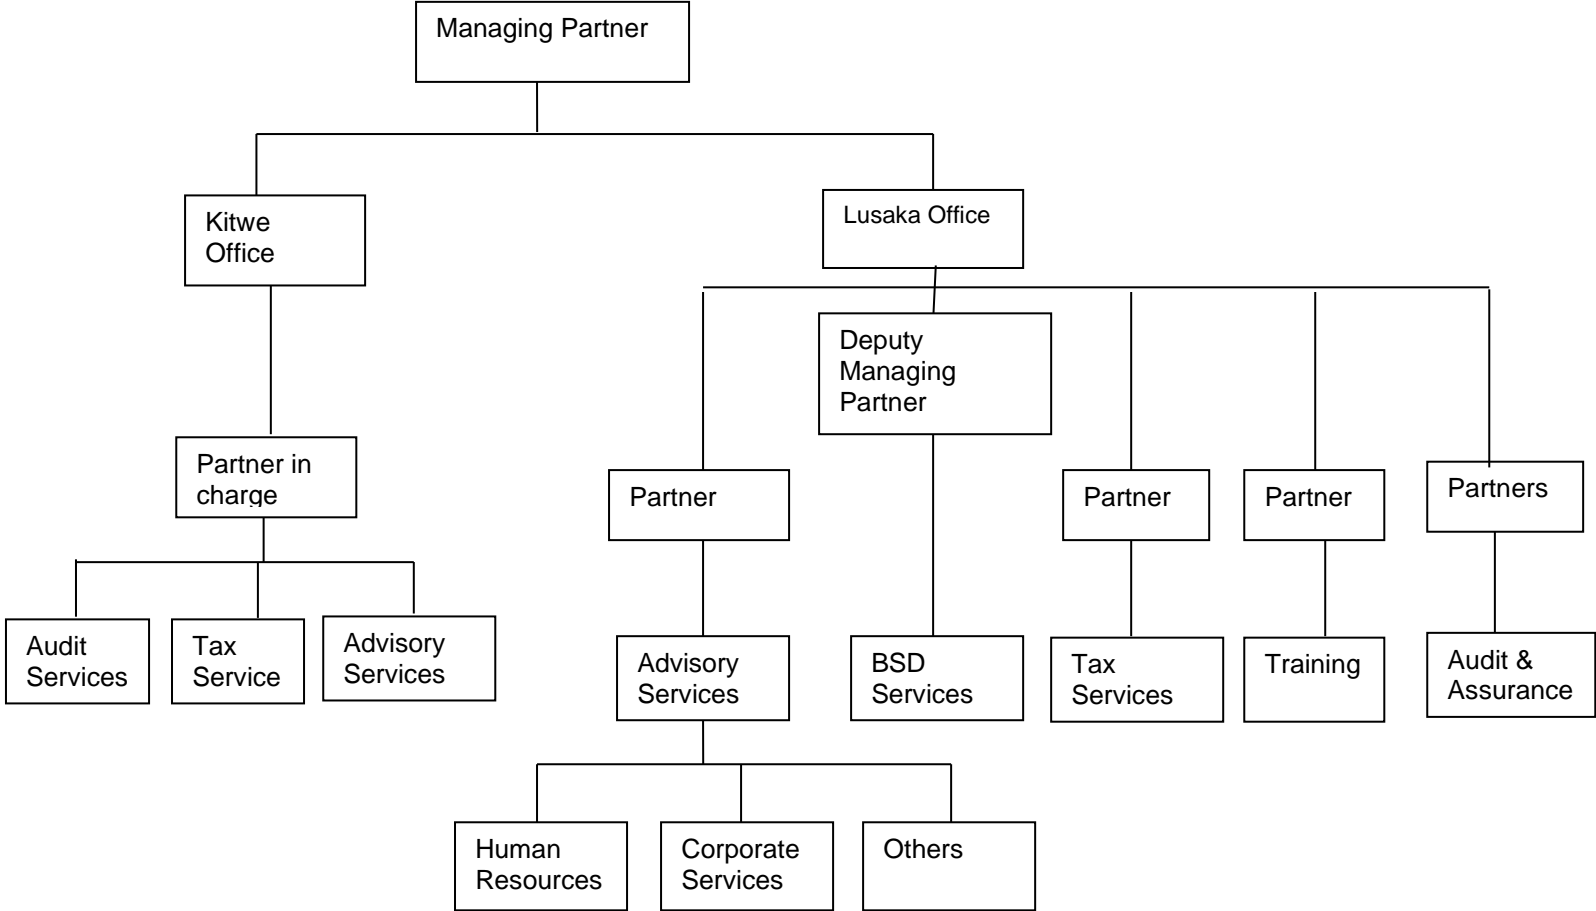 Managing Partner
Kitwe
Office
Lusaka Office
Deputy
Managing
Partner
Partner in
charge
Partner
Partner
Partner
Partners
Audit
Services
Tax
Service
Advisory
Services
Advisory
Services
BSD
Services
Tax
Services
Training
Audit &
Assurance
Human
Resources
Corporate
Services
Others